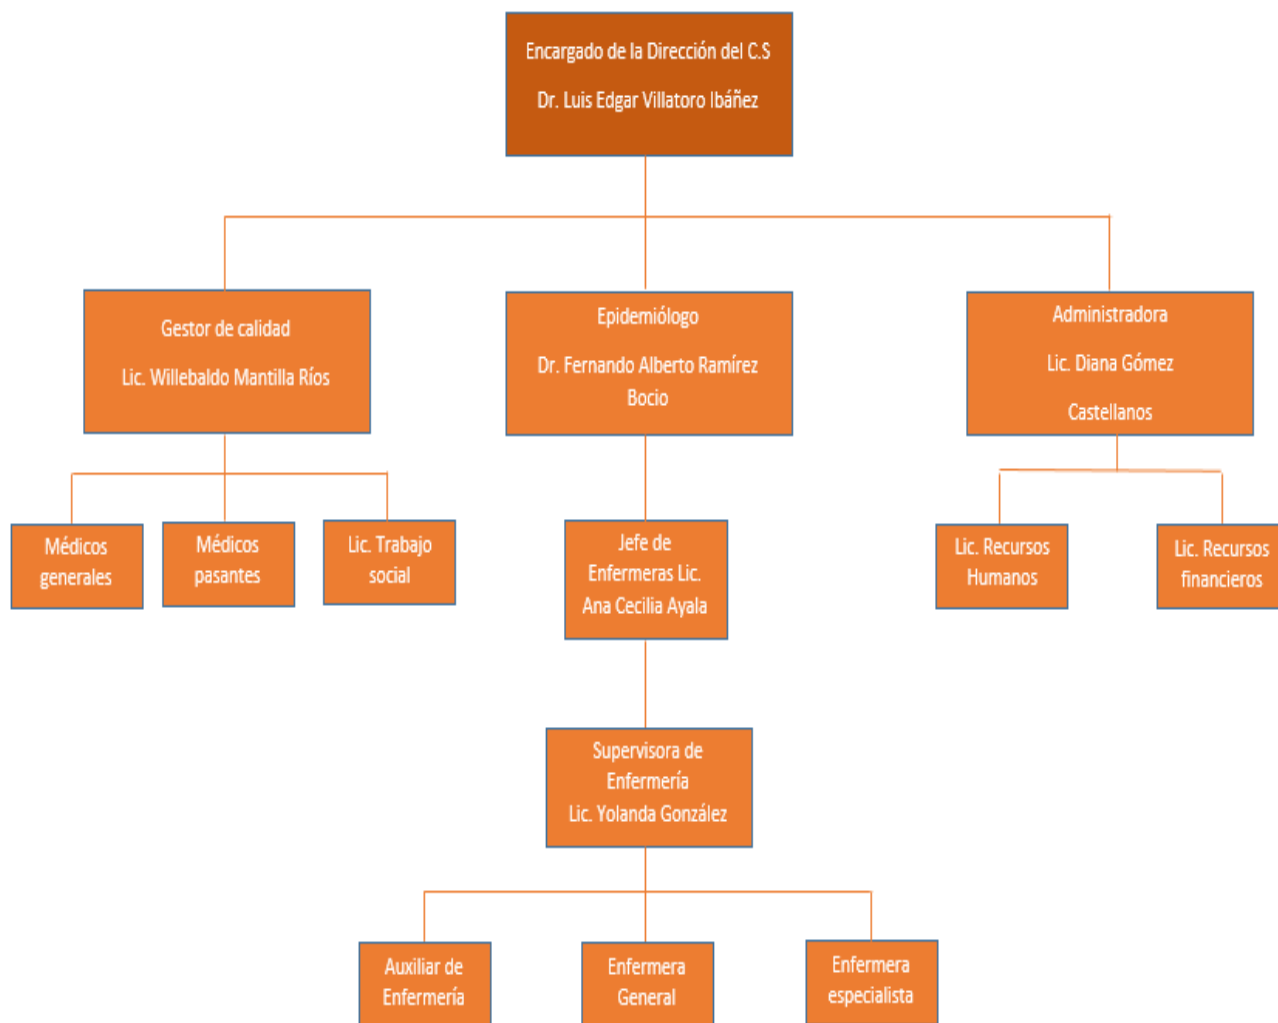 Encargado de la Dirección del C.S
Dr. Luis Edgar Villatoro Ibáñez
Gestor de calidad
Lic. Willebaldo Mantilla Ríos
Epidemiólogo
Dr. Fernando Alberto Ramírez
Bocio
Administradora
Lic. Diana Gómez
Castellanos
Médicos
generales
Médicos
pasantes
Lic. Trabajo
social
Jefe de
Enfermeras Lic.
Ana Cecilia Ayala
Lic. Recursos
Humanos
Lic. Recursos
financieros
Supervisora de
Enfermería
Lic. Yolanda González
Auxiliar de
Enfermería
Enfermera
General
Enfermera
especialista